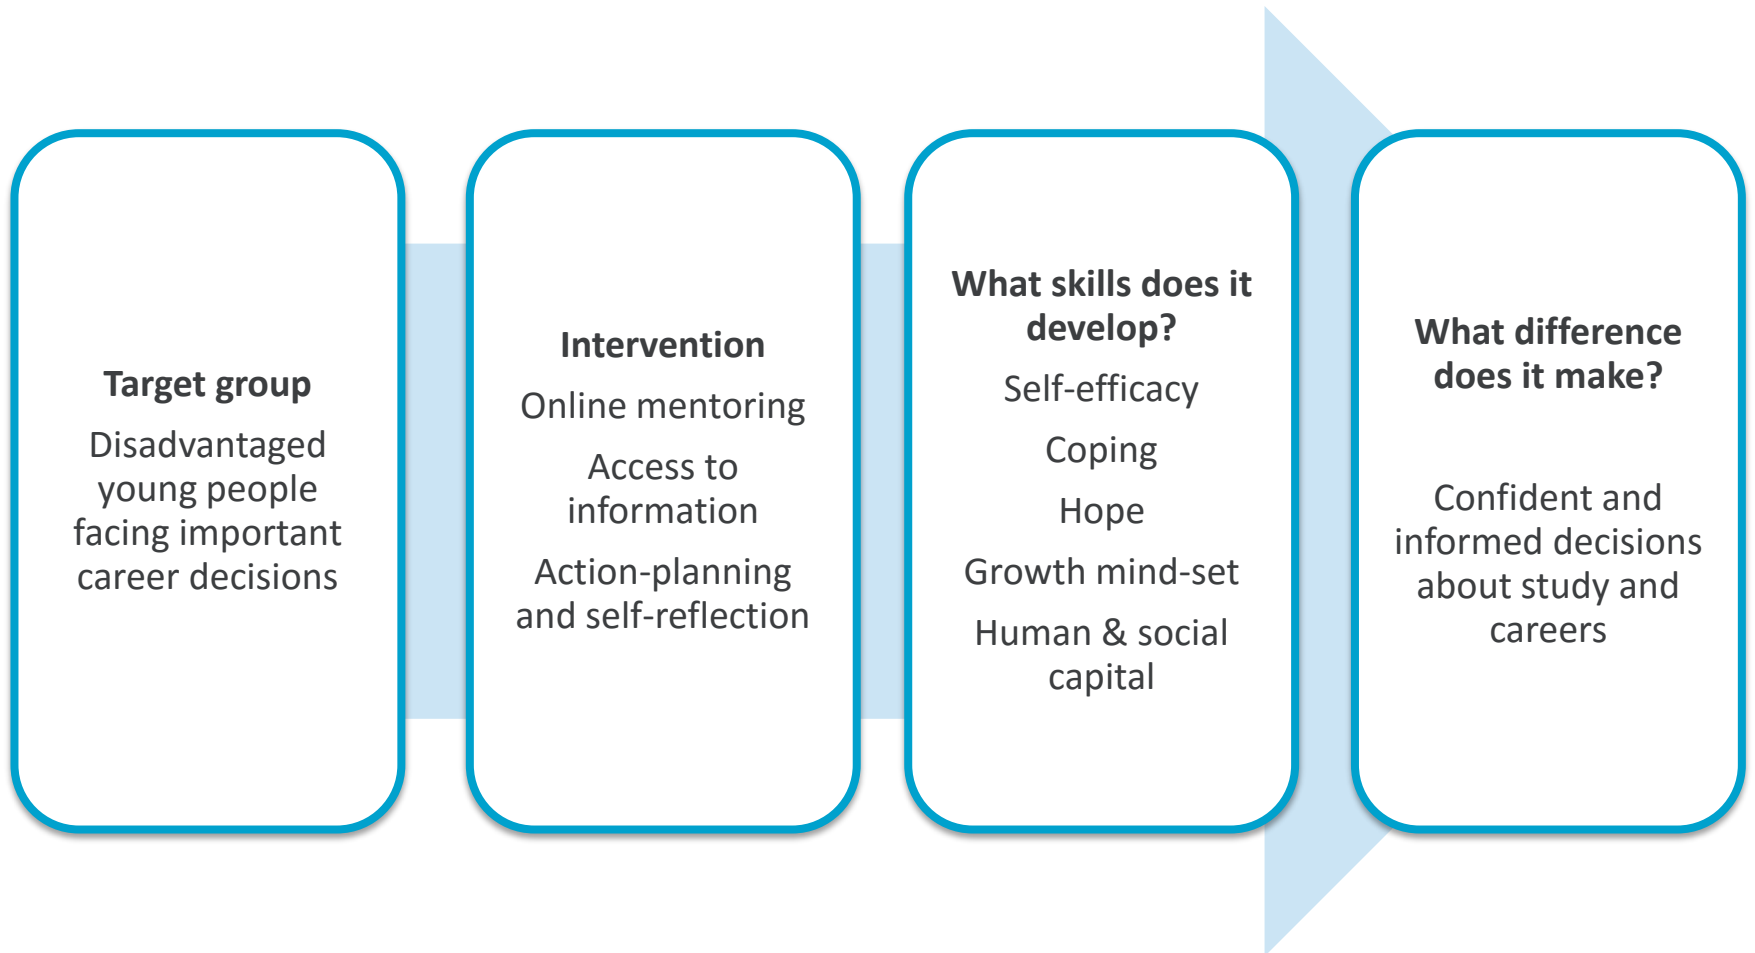 Target group
Disadvantaged
young people
facing important
career decisions
Intervention
Online mentoring
Access to
information
Action-planning
and self-reflection
What skills does it
develop?
Self-efficacy
Coping
Hope
Growth mind-set
Human & social
capital
What difference
does it make?
Confident and
informed decisions
about study and
careers